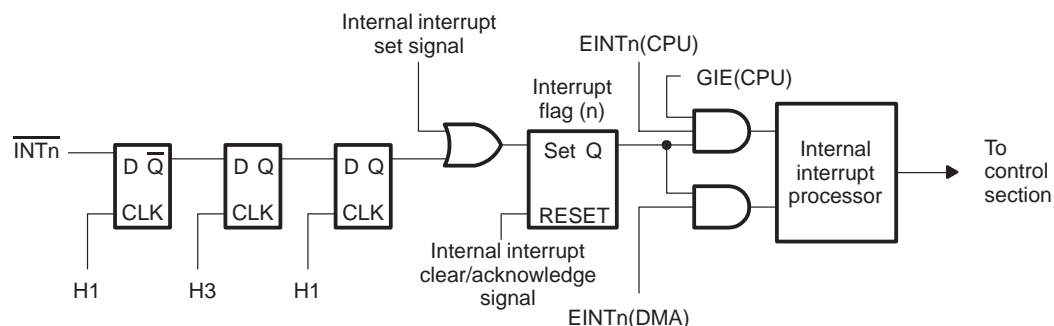 Internal interrupt
set signal
EINTn(CPU)
GIE(CPU)
Interrupt
flag (n)
INTn
D Q
CLK
H1
D Q
CLK
H3
D Q
CLK
H1
Set Q
RESET
Internal interrupt
clear/acknowledge
signal
EINTn(DMA)
Internal
interrupt
processor
To
control
section